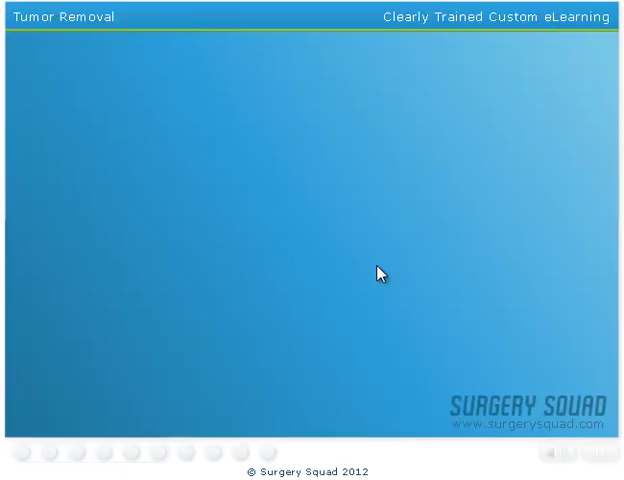 Tumor Removal
Clearly Trained Custom eLearning
SURGERY SQUAD
www.surgerysquad.com
© Surgery Squad 2012